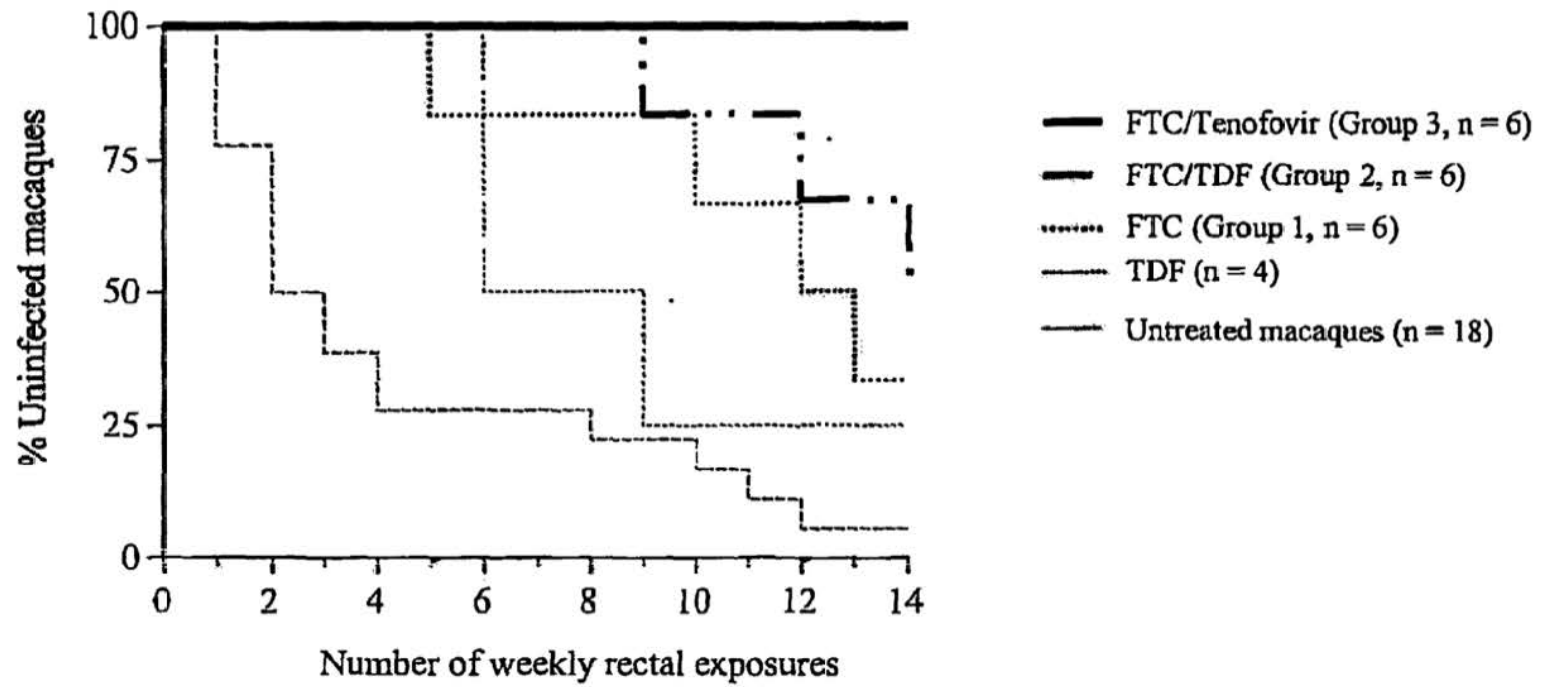 % Uninfected macaques
100
75
50
25
0
0 2 4 6 8 10 12 14
Number of weekly rectal exposures
FTC/Tenofovir (Group 3, n = 6)
FTC/TDF (Group 2, n = 6)
FTC (Group 1, n = 6)
TDF (n = 4)
Untreated macaques (n = 18)